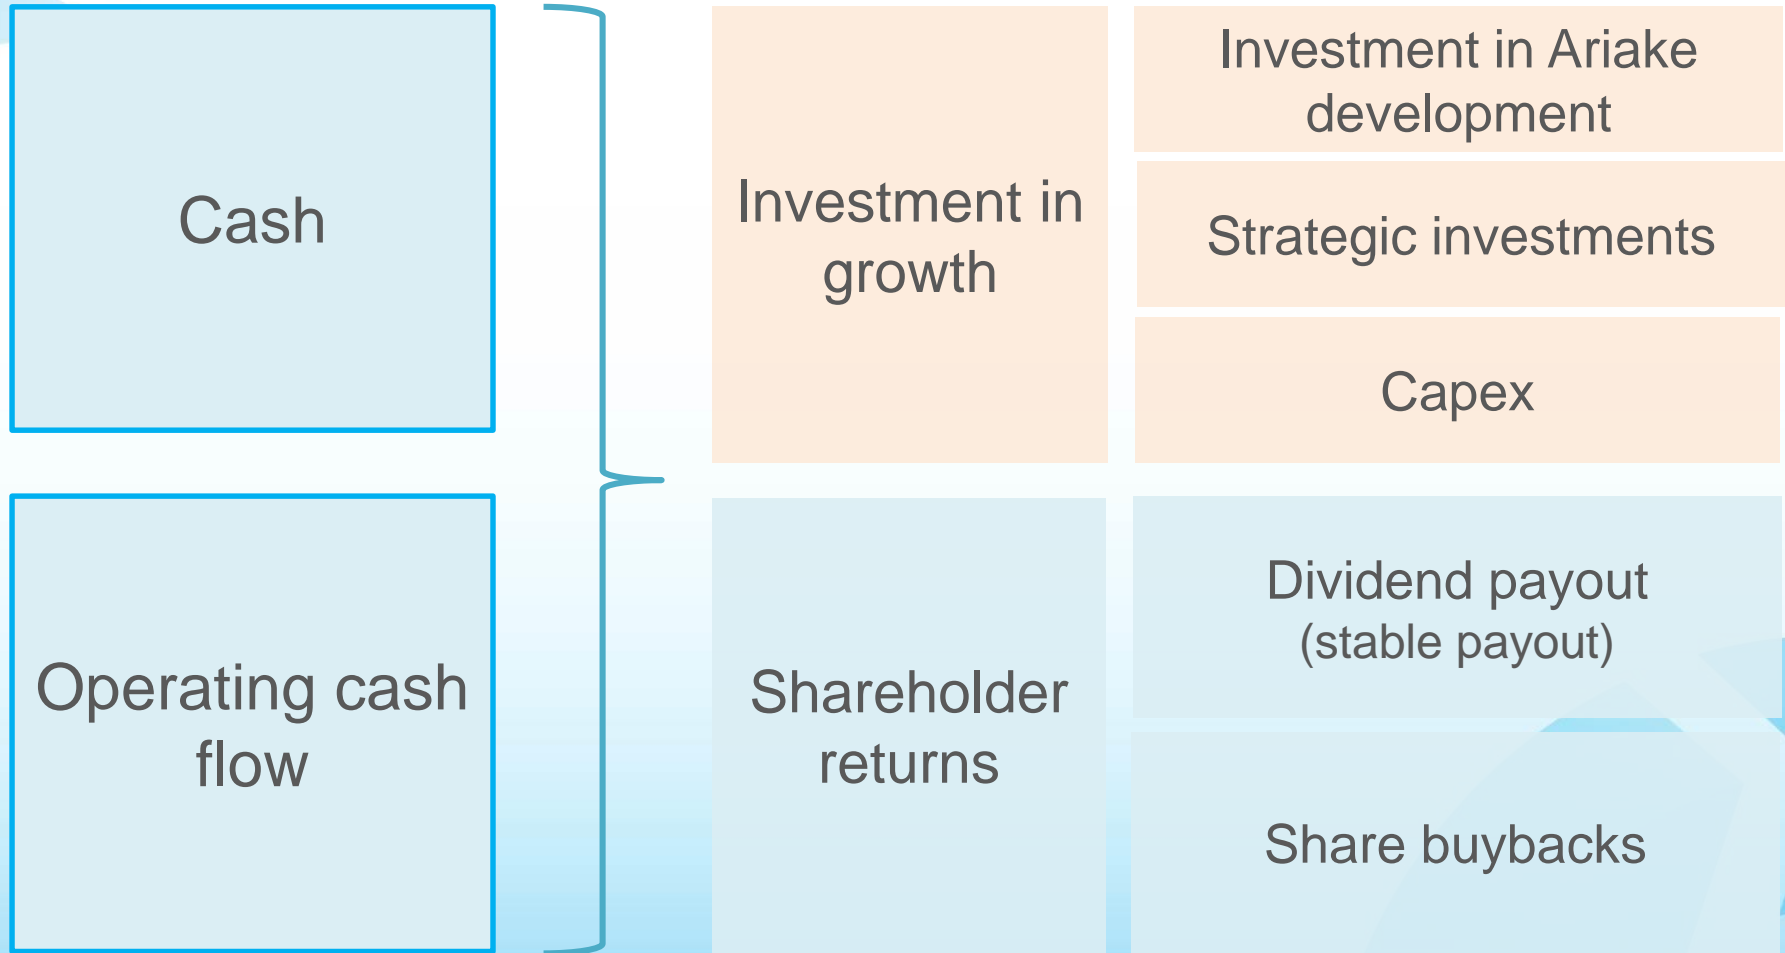 Cash
Operating cash
flow
Investment in
growth
Shareholder
returns
Investment in Ariake
development
Strategic investments
Capex
Dividend payout
(stable payout)
Share buybacks